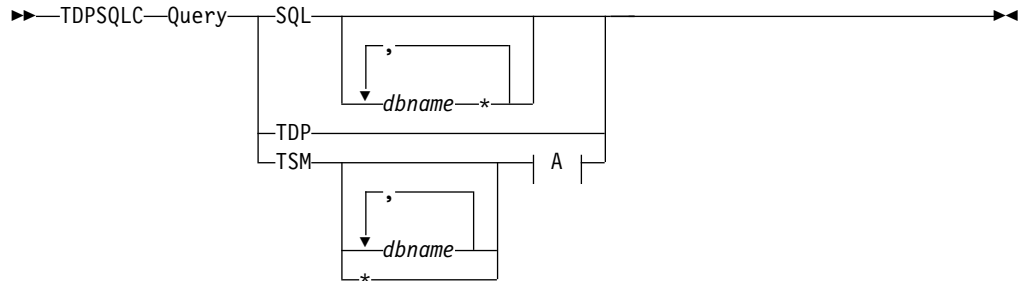 TDPSQLC Query SQL
,
dbname *
TDP
TSM A
,
dbname
*